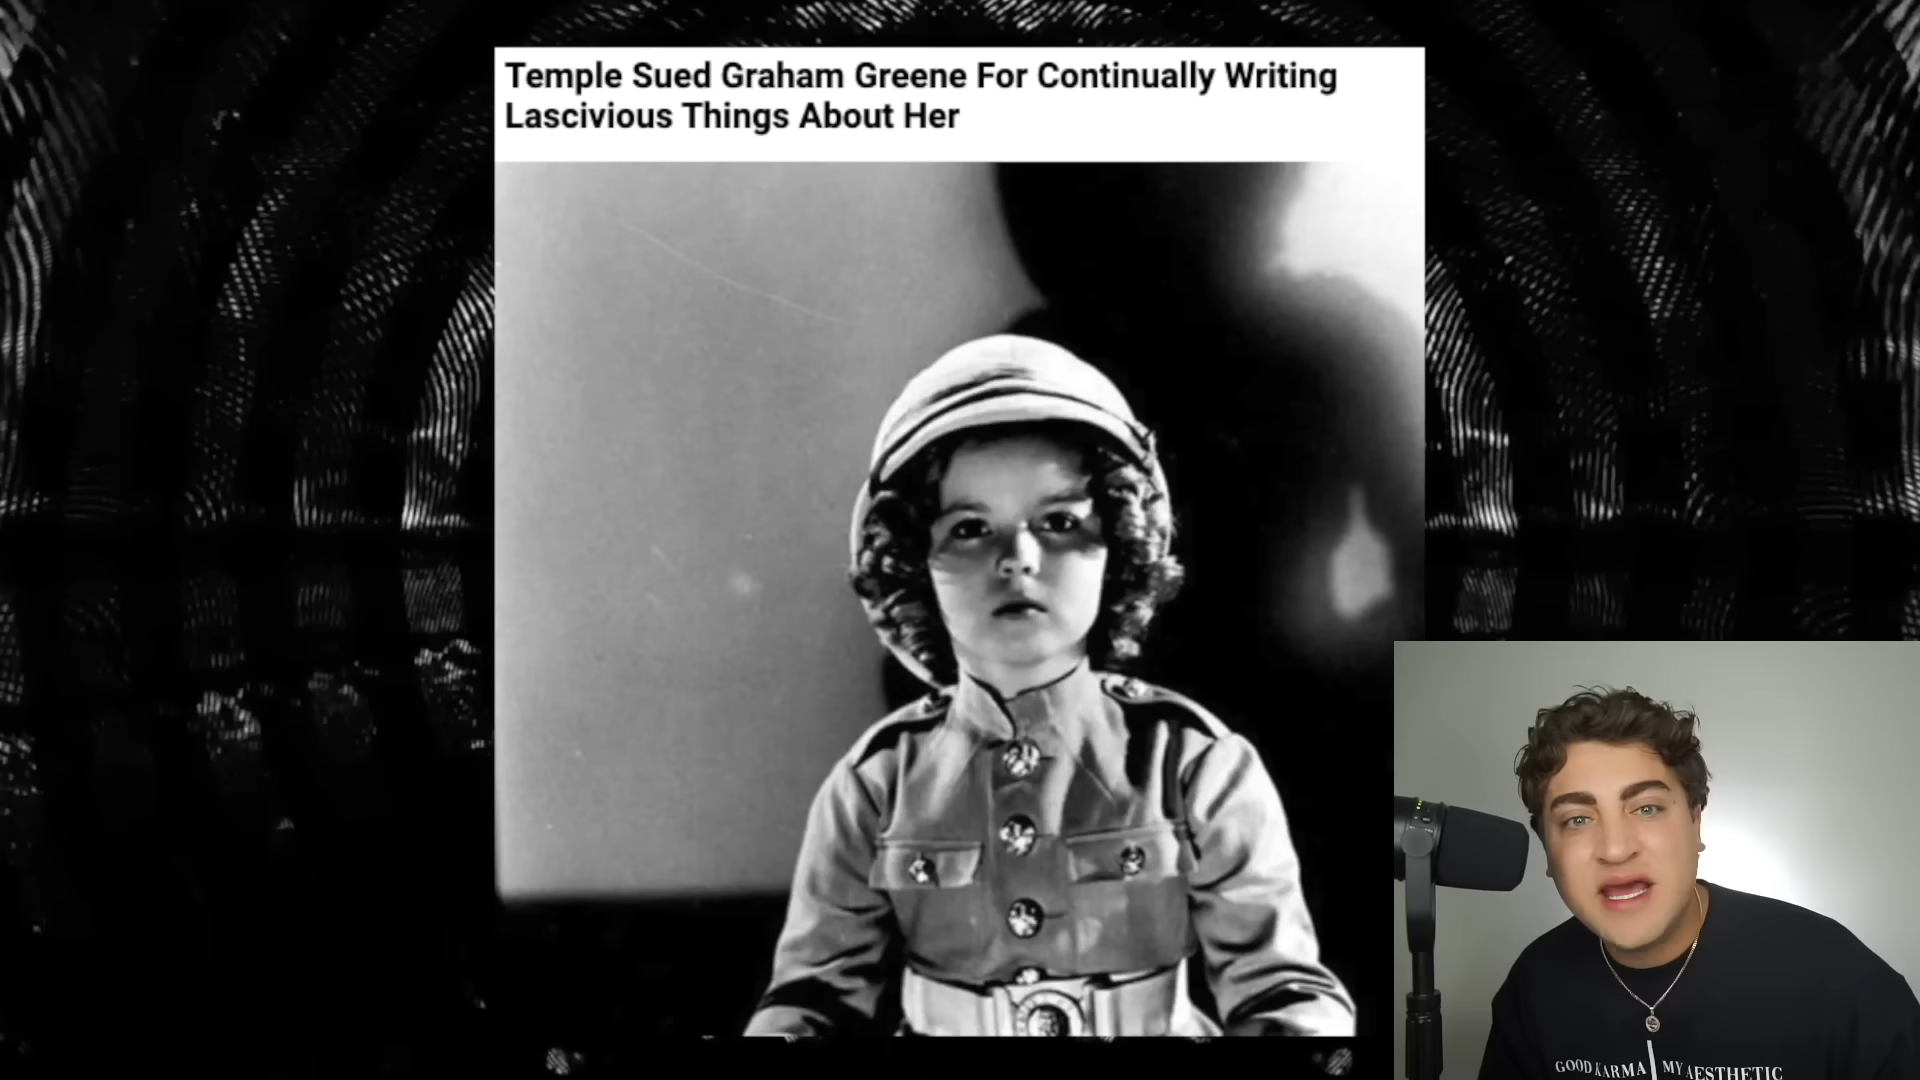 Temple Sued Graham Greene For Continually Writing
Lascivious Things About Her
GOOD KARMA MY AESTHETIC